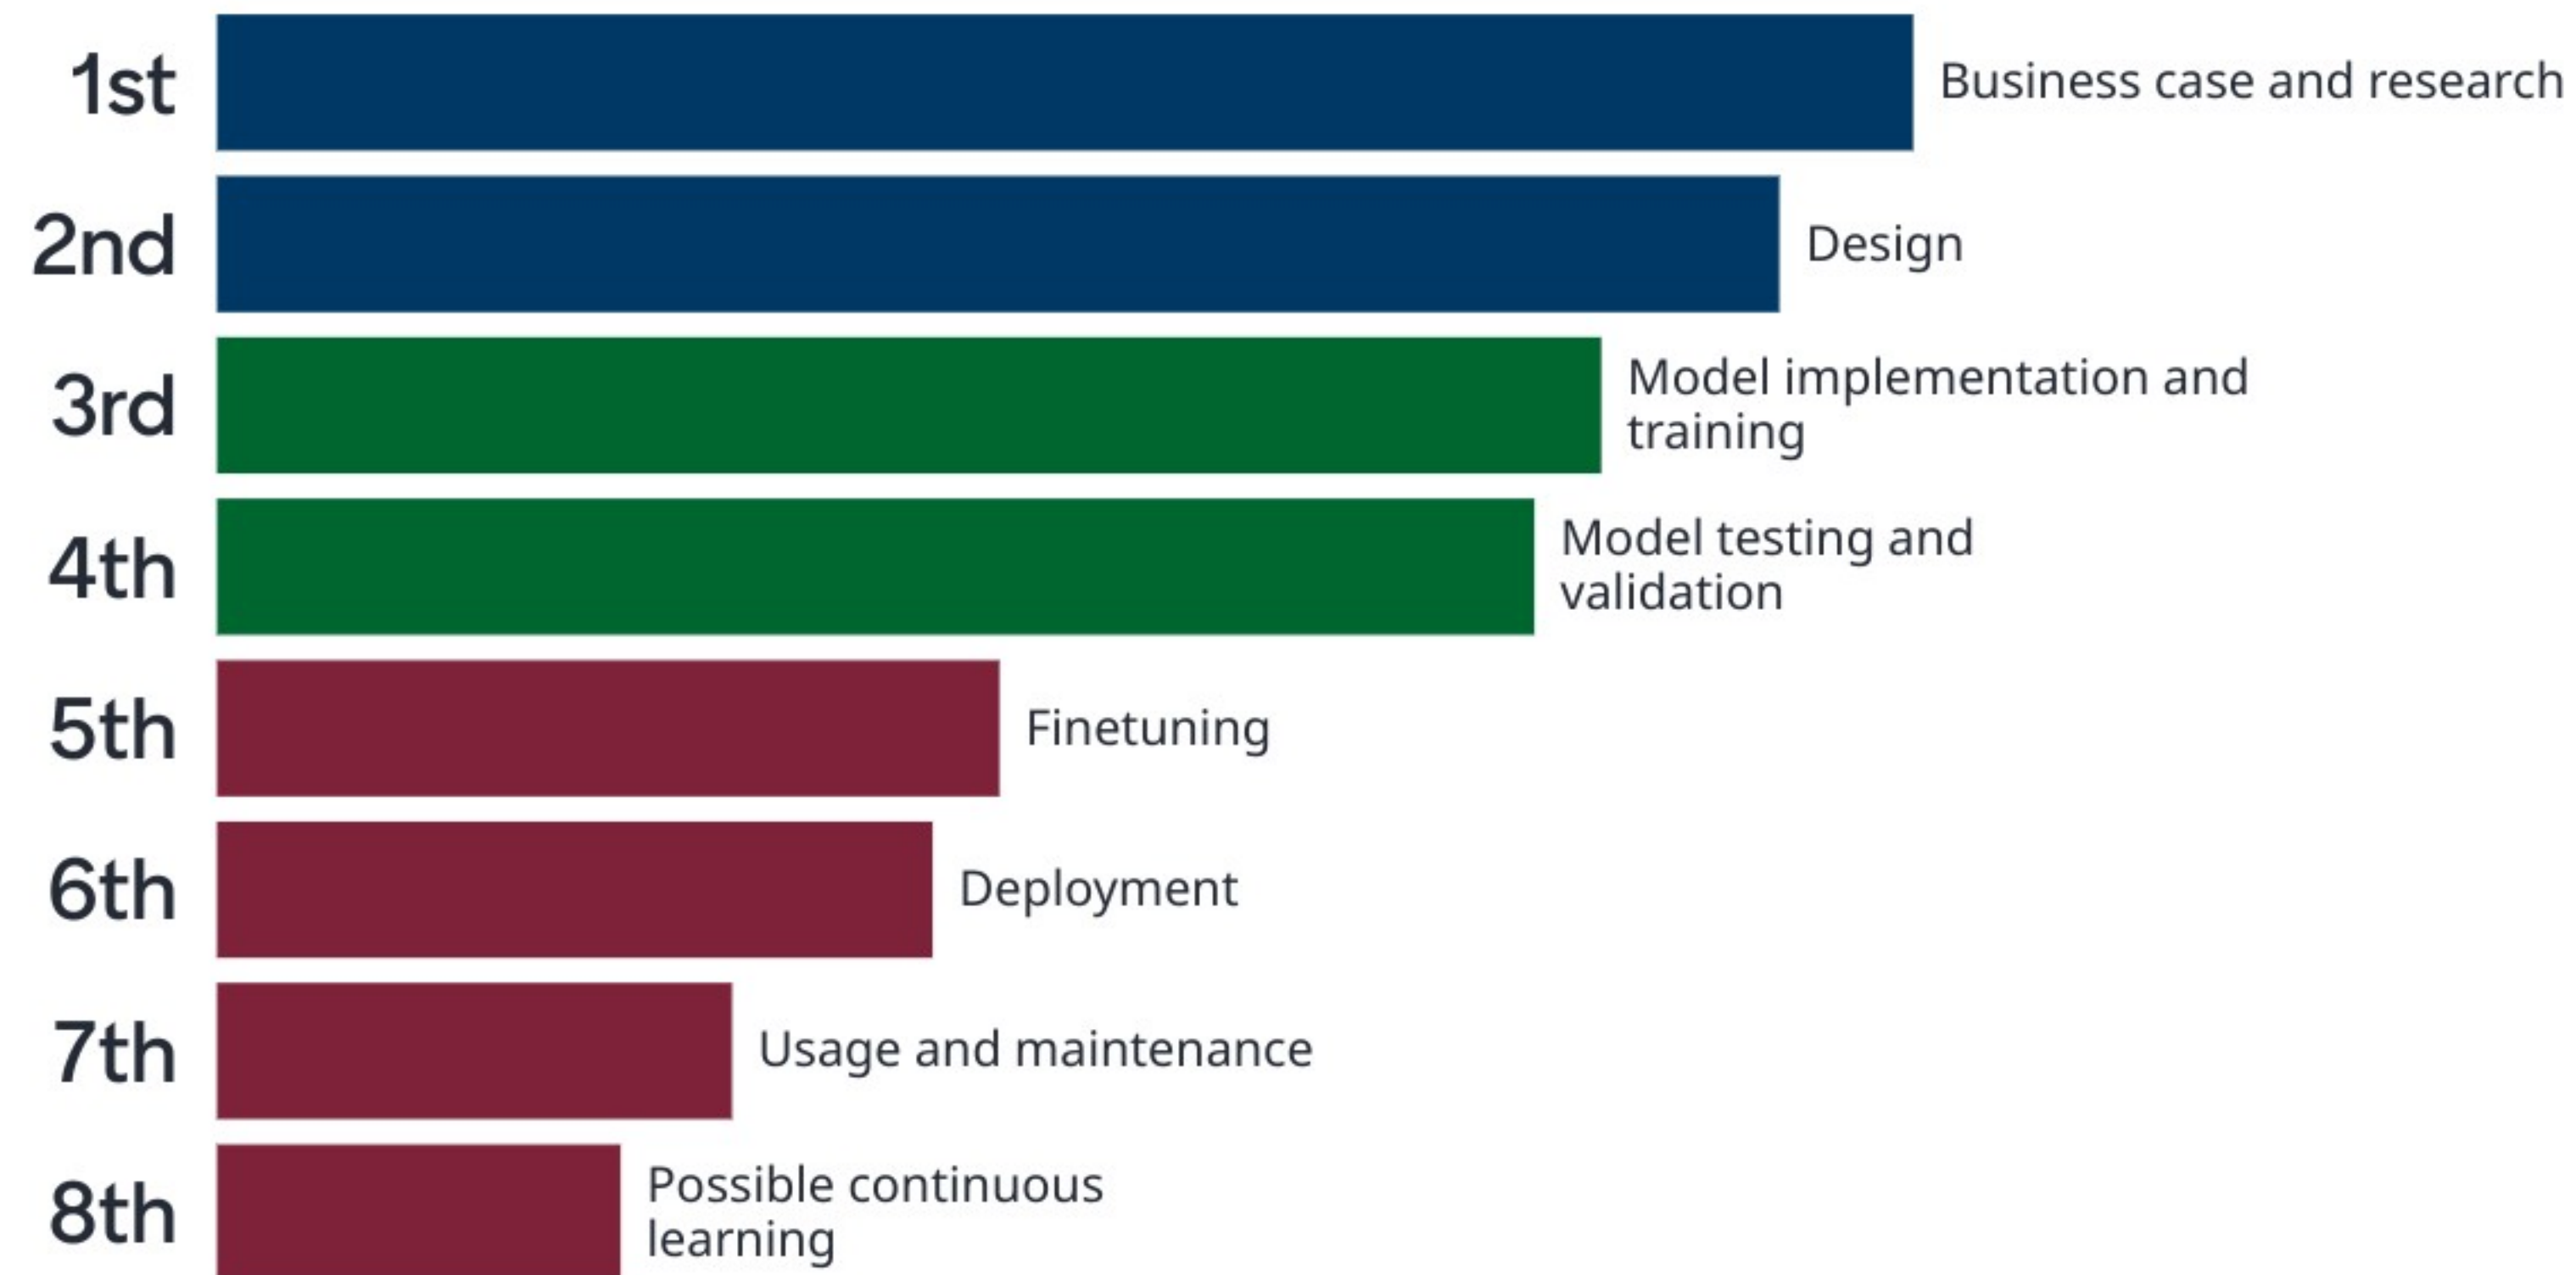 1st
Business case and research
2nd
Design
3rd
Model implementation and
training
4th
Model testing and
validation
5th
Finetuning
6th
Deployment
7th
Usage and maintenance
8th
Possible continuous
learning